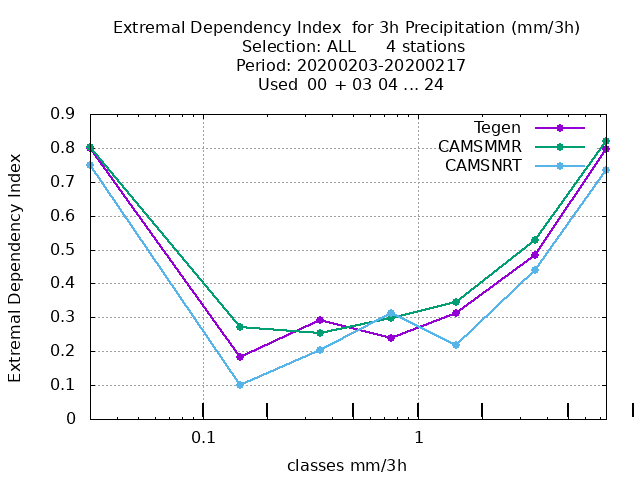 Extremal Dependency Index  for 3h Precipitation (mm/3h)
Selection: ALL      4 stations
Period: 20200203-20200217
Used  00  + 03 04 ... 24
Tegen
CAMSMMR
CAMSNRT
Extremal Dependency Index
0.9
0.8
0.7
0.6
0.5
0.4
0.3
0.2
0.1
0
0.1
1
classes mm/3h